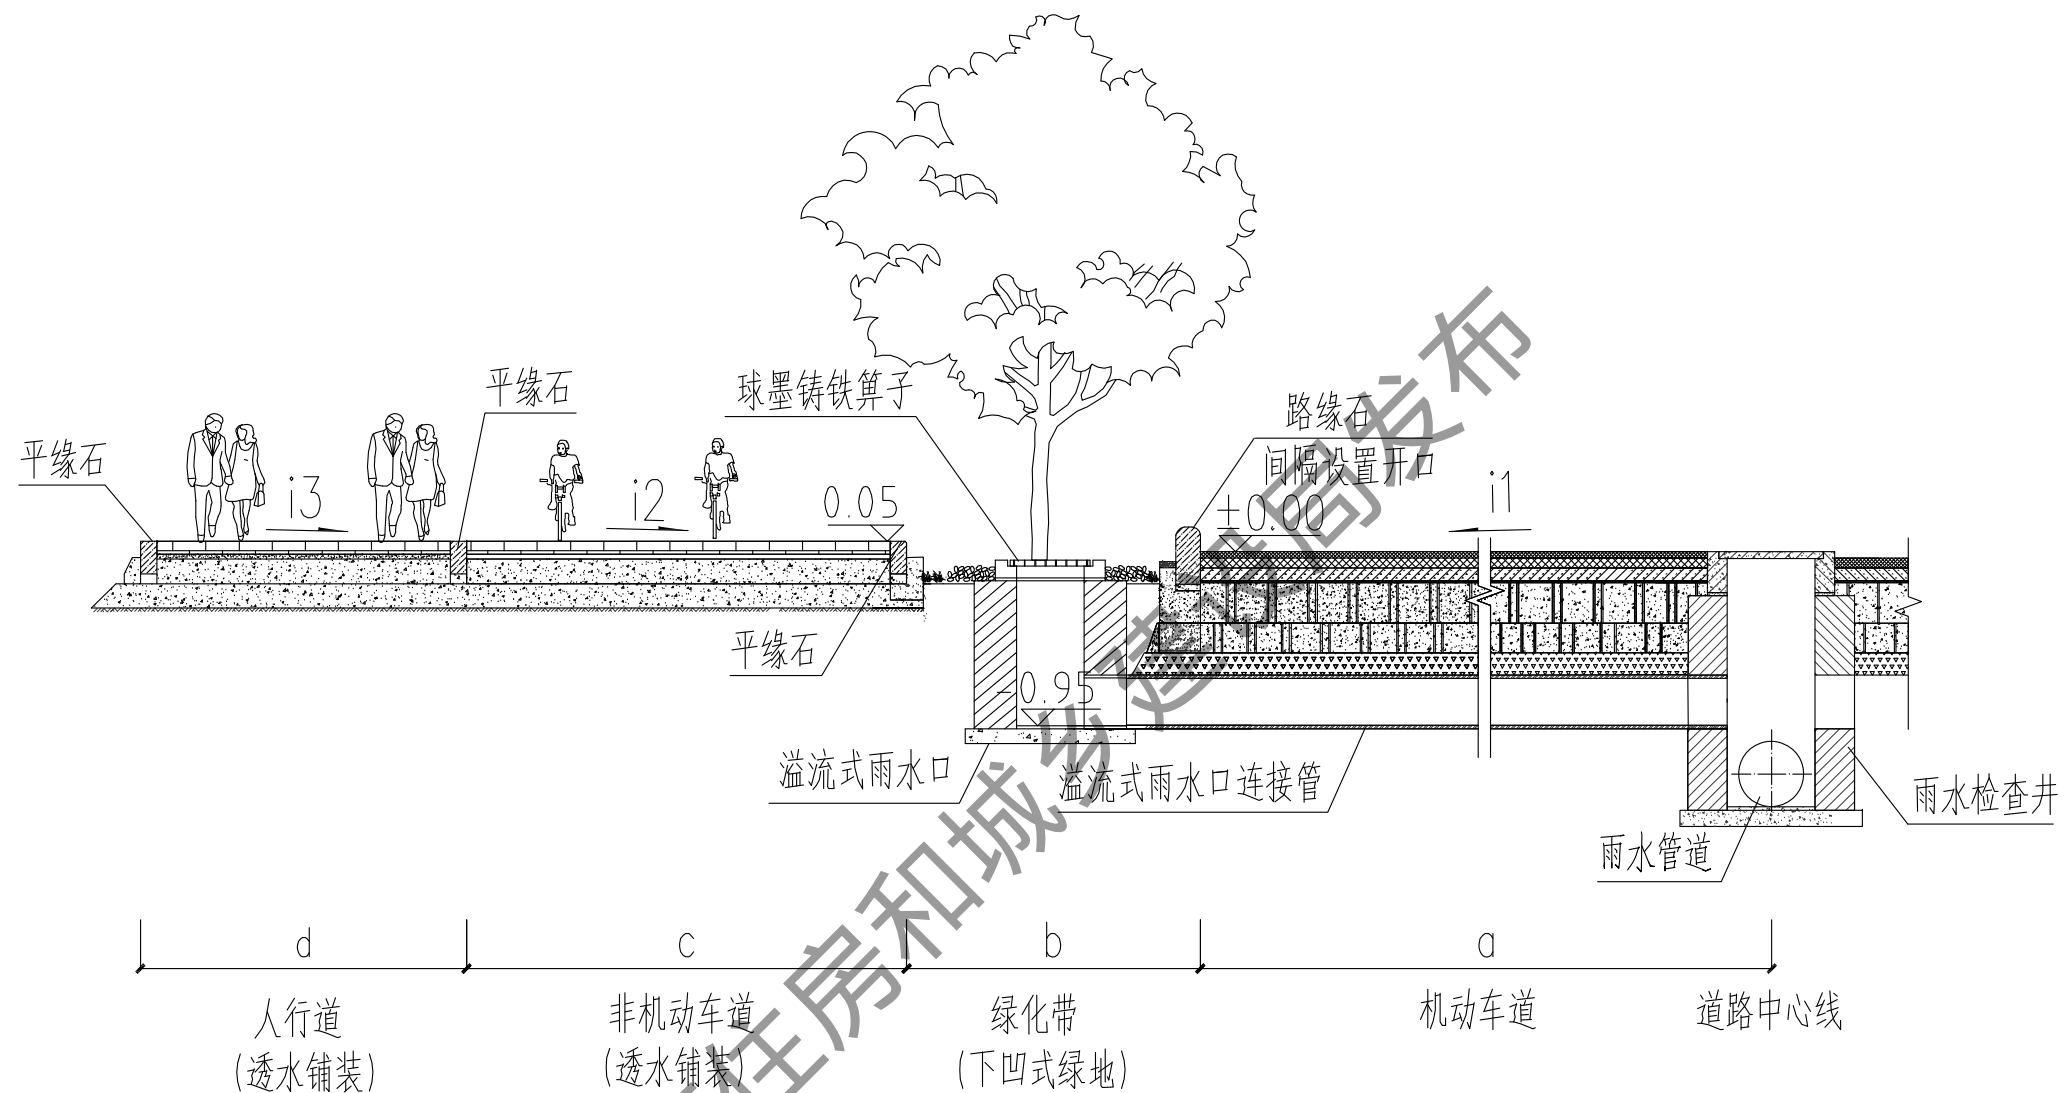 平缘石
球墨铸铁箅子
路缘石
间隔设置开口
平缘石
i3
i2
0.05
±0.00
i1
平缘石
-0.95
溢流式雨水口
溢流式雨水口连接管
雨水检查井
雨水管道
d
c
b
a
人行道
(透水铺装)
非机动车道
(透水铺装)
绿化带
(下凹式绿地)
机动车道
道路中心线
住房和城乡建设局发布